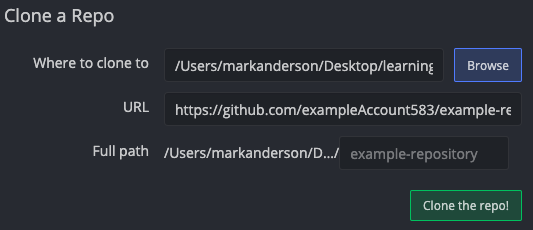 Clone a Repo
Where to clone to /Users/markanderson/Desktop/learning Browse
URL https://github.com/exampleAccount583/example-re
Full path /Users/markanderson/D.../ example-repository
Clone the repo!